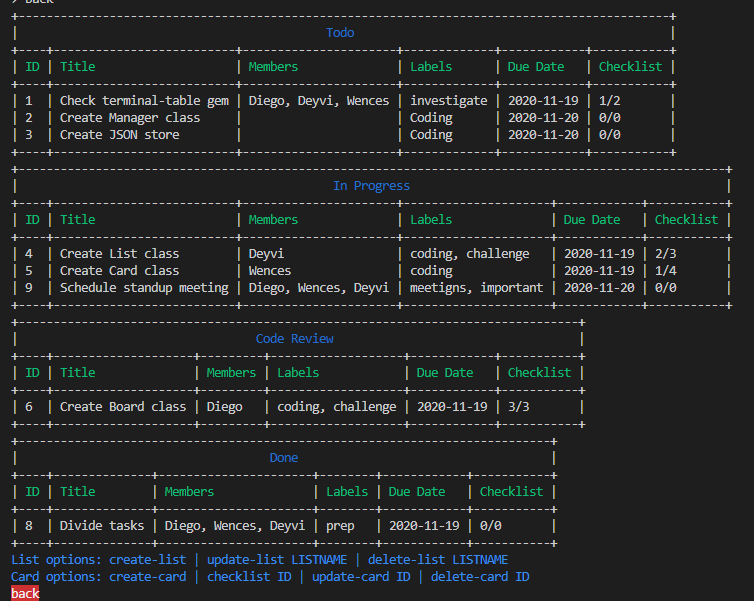 > back
Todo
| ID | Title | Members | Labels | Due Date | Checklist |
| 1 | Check terminal-table gem | Diego, Deyvi, Wences | investigate | 2020-11-19 | 1/2 |
| 2 | Create Manager class | | Coding | 2020-11-20 | 0/0 |
| 3 | Create JSON store | | Coding | 2020-11-20 | 0/0 |
In Progress
| ID | Title | Members | Labels | Due Date | Checklist |
| 4 | Create List class | Deyvi | coding, challenge | 2020-11-19 | 2/3 |
| 5 | Create Card class | Wences | coding | 2020-11-19 | 1/4 |
| 9 | Schedule standup meeting | Diego, Wences, Deyvi | meetigns, important | 2020-11-20 | 0/0 |
Code Review
| ID | Title | Members | Labels | Due Date | Checklist |
| 6 | Create Board class | Diego | coding, challenge | 2020-11-19 | 3/3 |
Done
| ID | Title | Members | Labels | Due Date | Checklist |
| 8 | Divide tasks | Diego, Wences, Deyvi | prep | 2020-11-19 | 0/0 |
List options: create-list | update-list LISTNAME | delete-list LISTNAME
Card options: create-card | checklist ID | update-card ID | delete-card ID
back